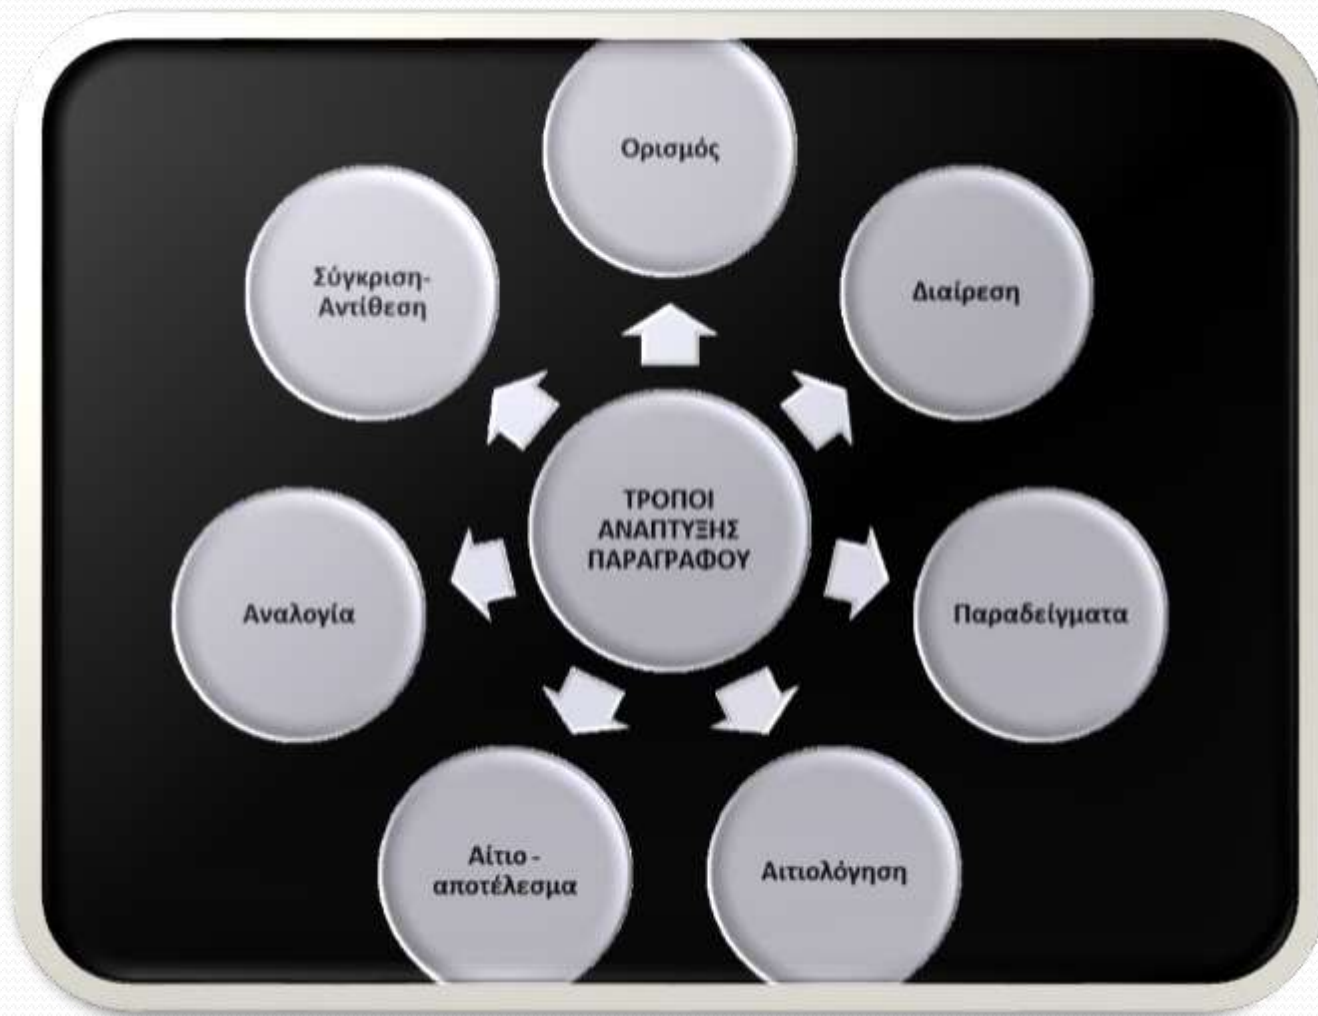 Ορισμός
Διαίρεση
Παραδείγματα
Αιτιολόγηση
Αίτιο -
αποτέλεσμα
Αναλογία
Σύγκριση-
Αντίθεση
ΤΡΟΠΟΙ
ΑΝΑΠΤΥΞΗΣ
ΠΑΡΑΓΡΑΦΟΥ